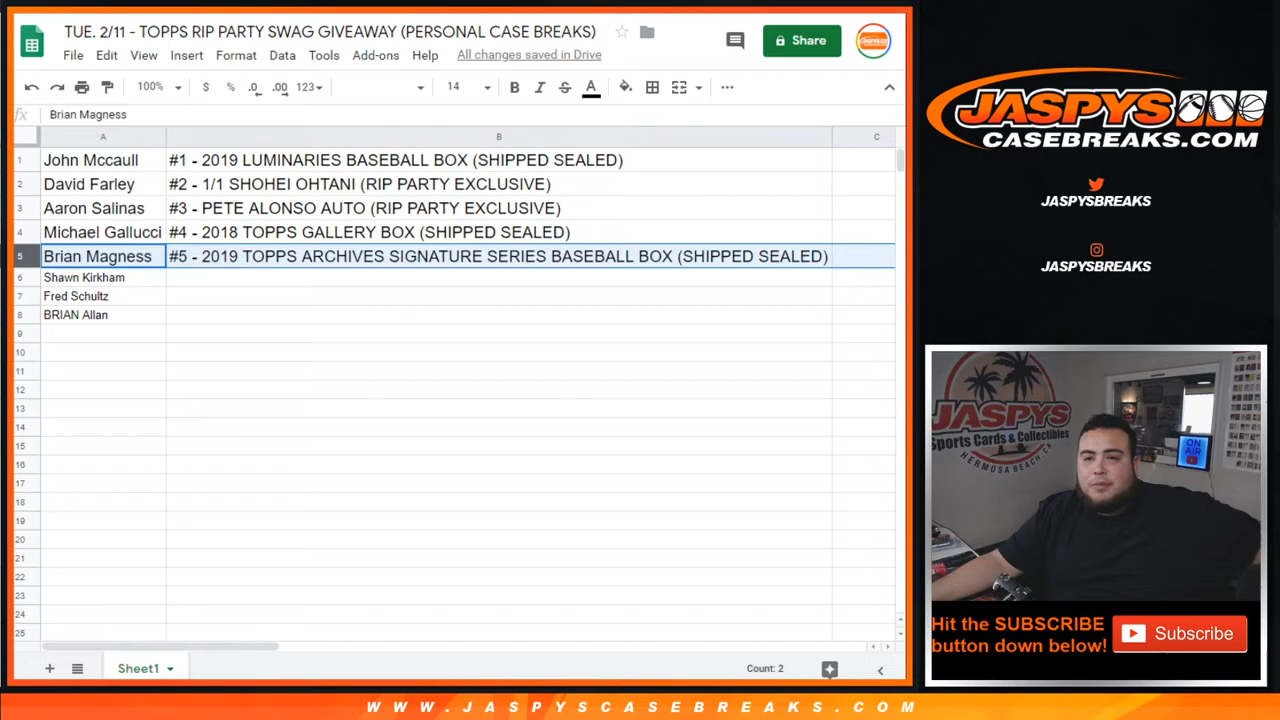 TUE. 2/11 - TOPPS RIP PARTY SWAG GIVEAWAY (PERSONAL CASE BREAKS)
File Edit View Insert Format Data Tools Add-ons Help All changes saved in Drive
Share
100% $ % .0 .00 123 14 B I S A
fx Brian Magness
A B C
1 John Mccaull #1 - 2019 LUMINARIES BASEBALL BOX (SHIPPED SEALED)
2 David Farley #2 - 1/1 SHOHEI OHTANI (RIP PARTY EXCLUSIVE)
3 Aaron Salinas #3 - PETE ALONSO AUTO (RIP PARTY EXCLUSIVE)
4 Michael Gallucci #4 - 2018 TOPPS GALLERY BOX (SHIPPED SEALED)
5 Brian Magness #5 - 2019 TOPPS ARCHIVES SIGNATURE SERIES BASEBALL BOX (SHIPPED SEALED)
6 Shawn Kirkham
7 Fred Schultz
8 BRIAN Allan
9
10
11
12
13
14
15
16
17
18
19
20
21
22
23
24
25
Sheet1
Count: 2
JASPYS
CASEBREAKS.COM
JASPYSBREAKS
JASPYSBREAKS
JASPYS
Sports Cards & Collectibles
HERMOSA BEACH, CA
ON
AIR
Hit the SUBSCRIBE
button down below!
Subscribe
WWW.JASPYSCASEBREAKS.COM